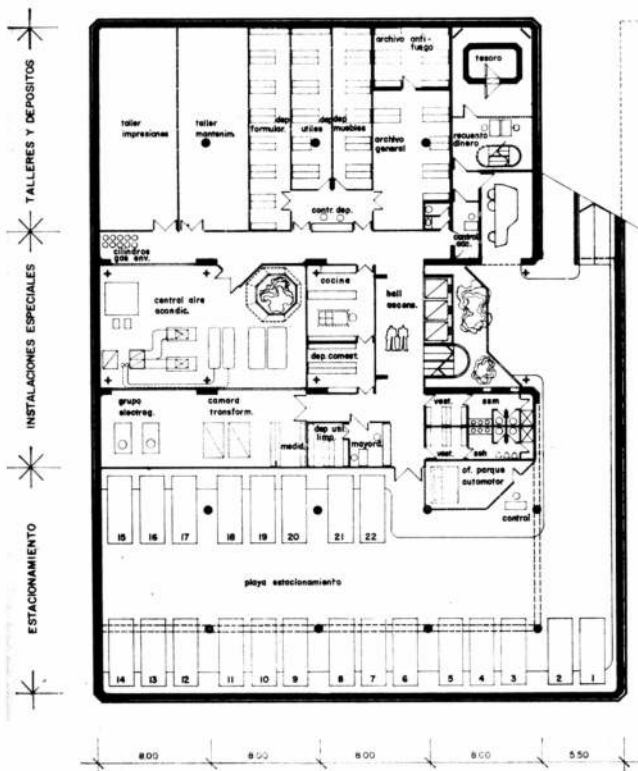 TALLERES Y DEPOSITOS
INSTALACIONES ESPECIALES
ESTACIONAMIENTO
archivo anti-
fuego
tesoro
taller
impresiones
taller
mantenim.
dep
formular.
dep
utiles
dep
muebles
archivo
general
recuento
dinero
contr. dep.
control
acc.
cilindros
gas env.
central aire
acondic.
cocina
hall
ascens.
dep. comest.
grupo
electrog.
camara
transform.
medid.
dep util
limp.
mayord.
vest.
ssm
vest.
ssh
of. parque
automotor
control
15 16 17 18 19 20 21 22
playa estacionamiento
14 13 12 11 10 9 8 7 6 5 4 3 2 1
8.00 8.00 8.00 8.00 5.50